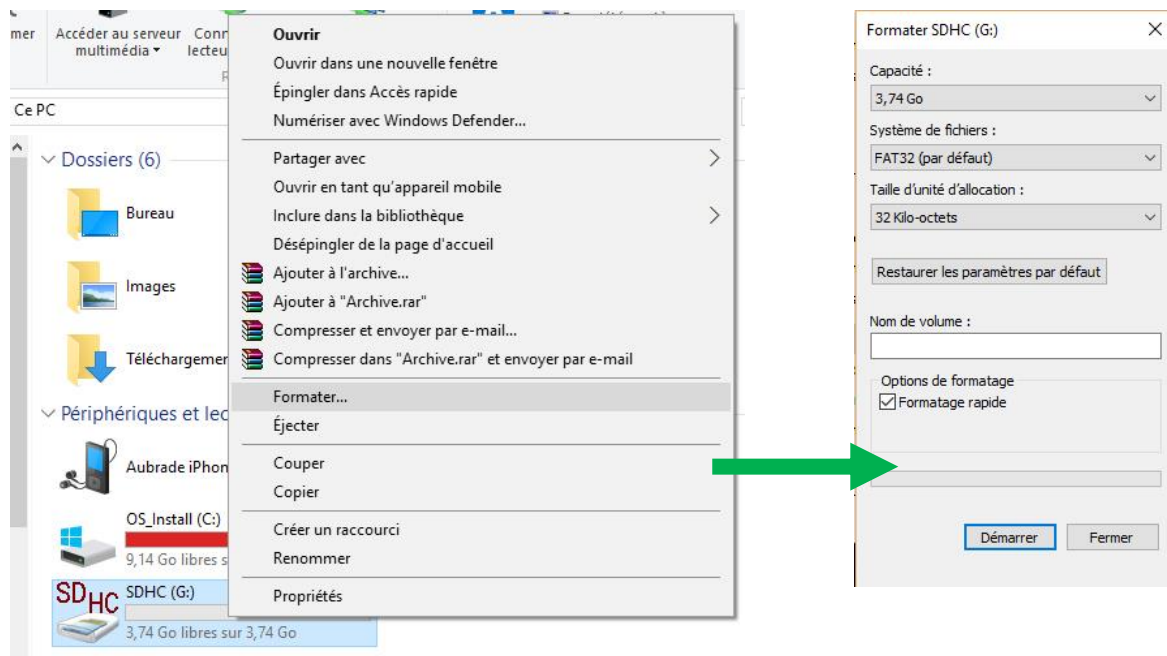 mer
Accéder au serveur
multimédia
Ce PC
Dossiers (6)
Bureau
Images
Périphériques et
OS_Install (C:)
9,14 Go libres
SDHC
SDHC (G:)
3,74 Go libres sur 3,74 Go
Ouvrir
Ouvrir dans une nouvelle fenêtre
Épingler dans Accès rapide
Numériser avec Windows Defender...
Partager avec
Ouvrir en tant qu'appareil mobile
Inclure dans la bibliothèque
Désépingler de la page d'accueil
Ajouter à l'archive...
Ajouter à "Archive.rar"
Compresser et envoyer par e-mail...
Compresser dans "Archive.rar" et envoyer par e-mail
Formater...
Éjecter
Couper
Copier
Créer un raccourci
Renommer
Propriétés
Formater SDHC (G:)
Capacité :
3,74 Go
Système de fichiers :
FAT32 (par défaut)
Taille d'unité d'allocation :
32 Kilo-octets
Restaurer les paramètres par défaut
Nom de volume :
Options de formatage
Formatage rapide
Démarrer
Fermer